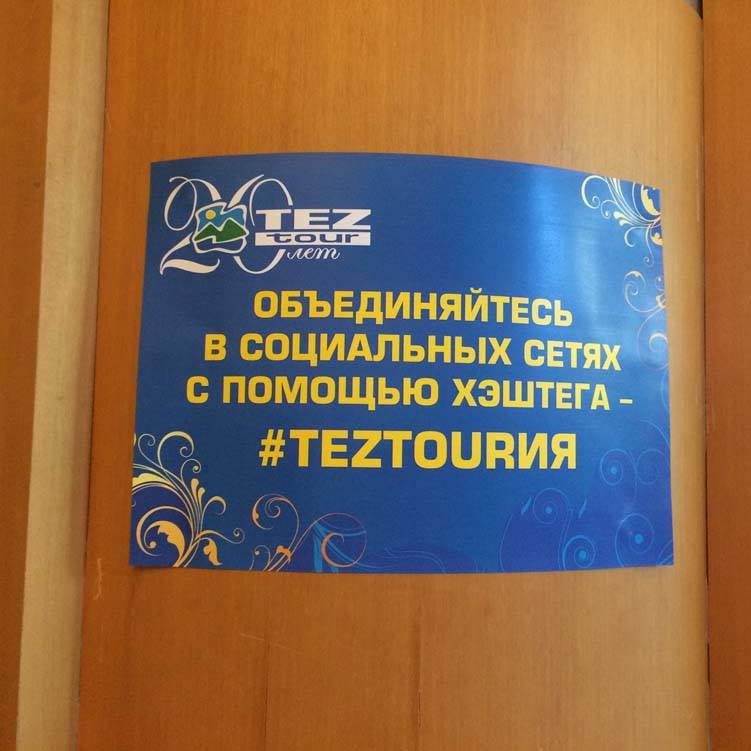 20 TEZ
tour
лет
ОБЪЕДИНЯЙТЕСЬ
В СОЦИАЛЬНЫХ СЕТЯХ
С ПОМОЩЬЮ ХЭШТЕГА -
#TEZTOURИЯ